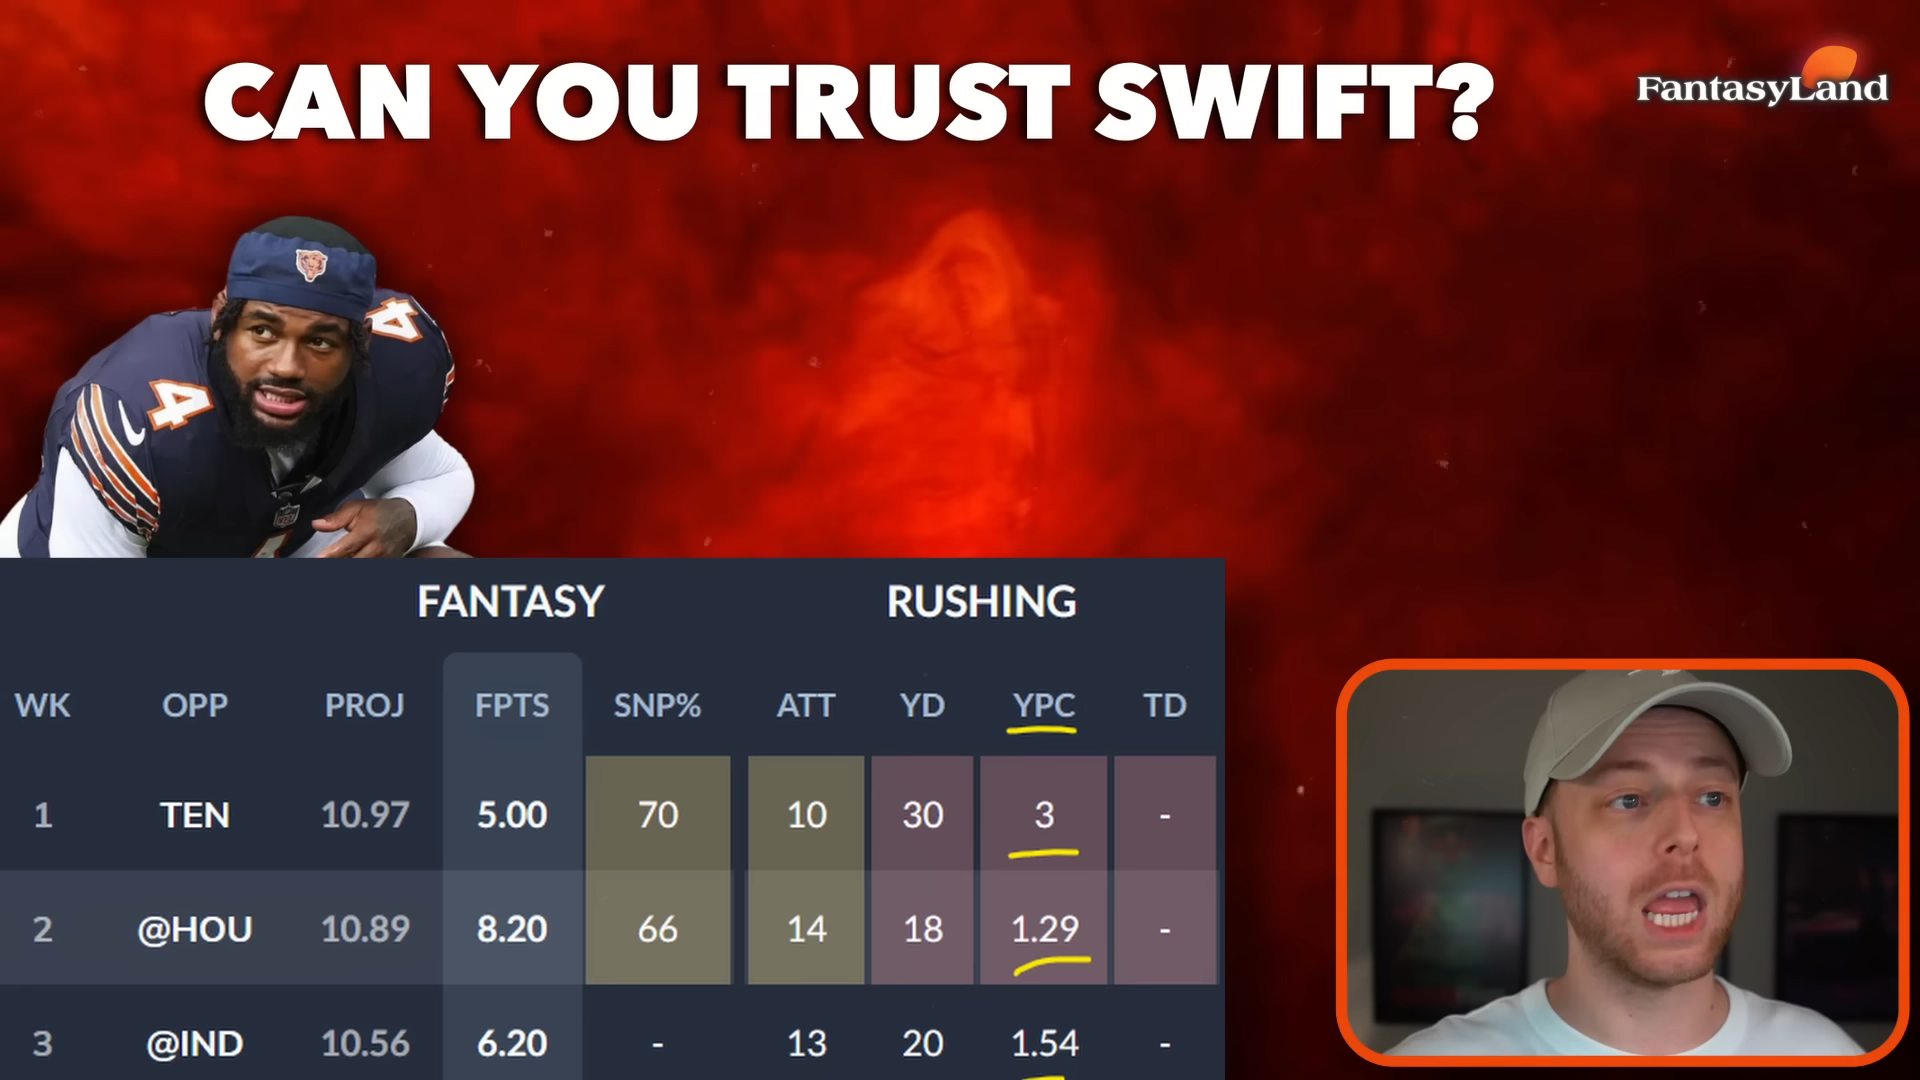 CAN YOU TRUST SWIFT?
FantasyLand
4
4
FANTASY RUSHING
WK OPP PROJ FPTS SNP% ATT YD YPC TD
1 TEN 10.97 5.00 70 10 30 3 -
2 @HOU 10.89 8.20 66 14 18 1.29 -
3 @IND 10.56 6.20 - 13 20 1.54 -